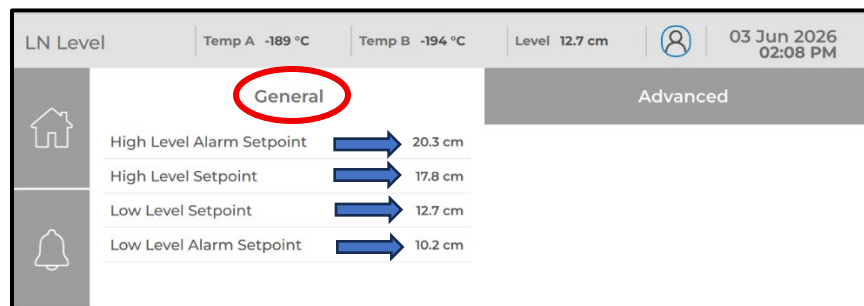 LN Level Temp A -189 °C Temp B -194 °C Level 12.7 cm 03 Jun 2026
02:08 PM
General Advanced
High Level Alarm Setpoint 20.3 cm
High Level Setpoint 17.8 cm
Low Level Setpoint 12.7 cm
Low Level Alarm Setpoint 10.2 cm